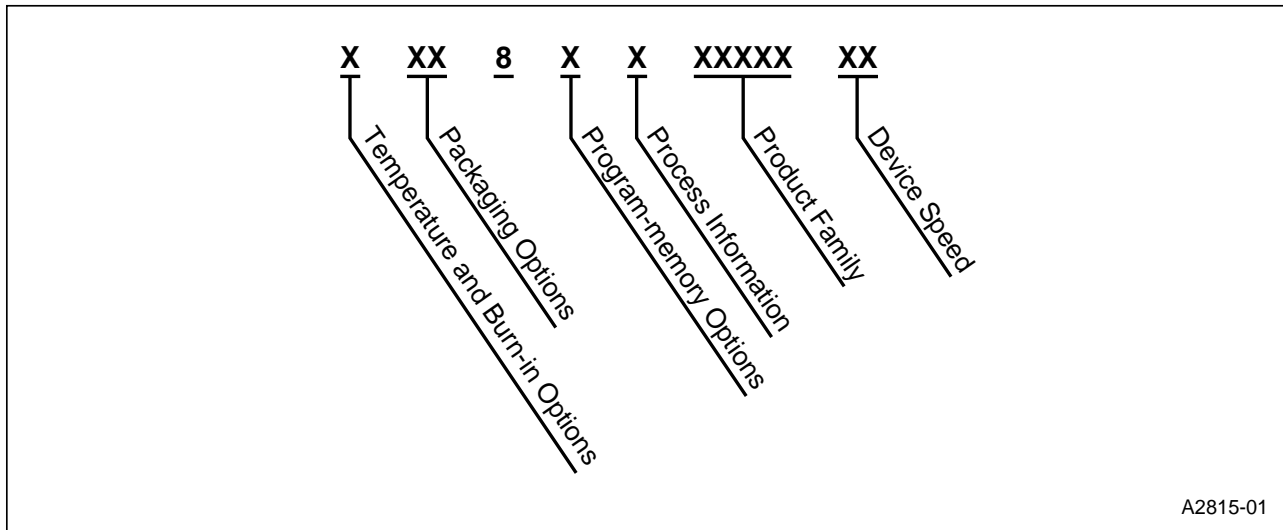 X XX 8 X X XXXXX XX
Temperature and Burn-in Options
Packaging Options
Program-memory Options
Process Information
Product Family
Device Speed
A2815-01